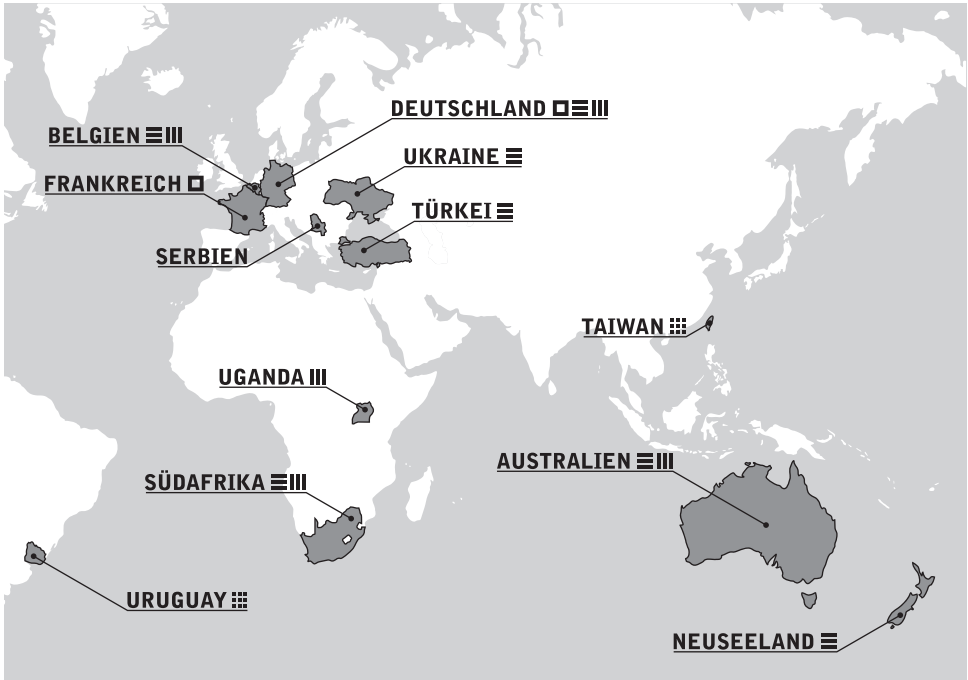 DEUTSCHLAND
BELGIEN
UKRAINE
FRANKREICH
TÜRKEI
SERBIEN
TAIWAN
UGANDA
AUSTRALIEN
SÜDAFRIKA
URUGUAY
NEUSEELAND